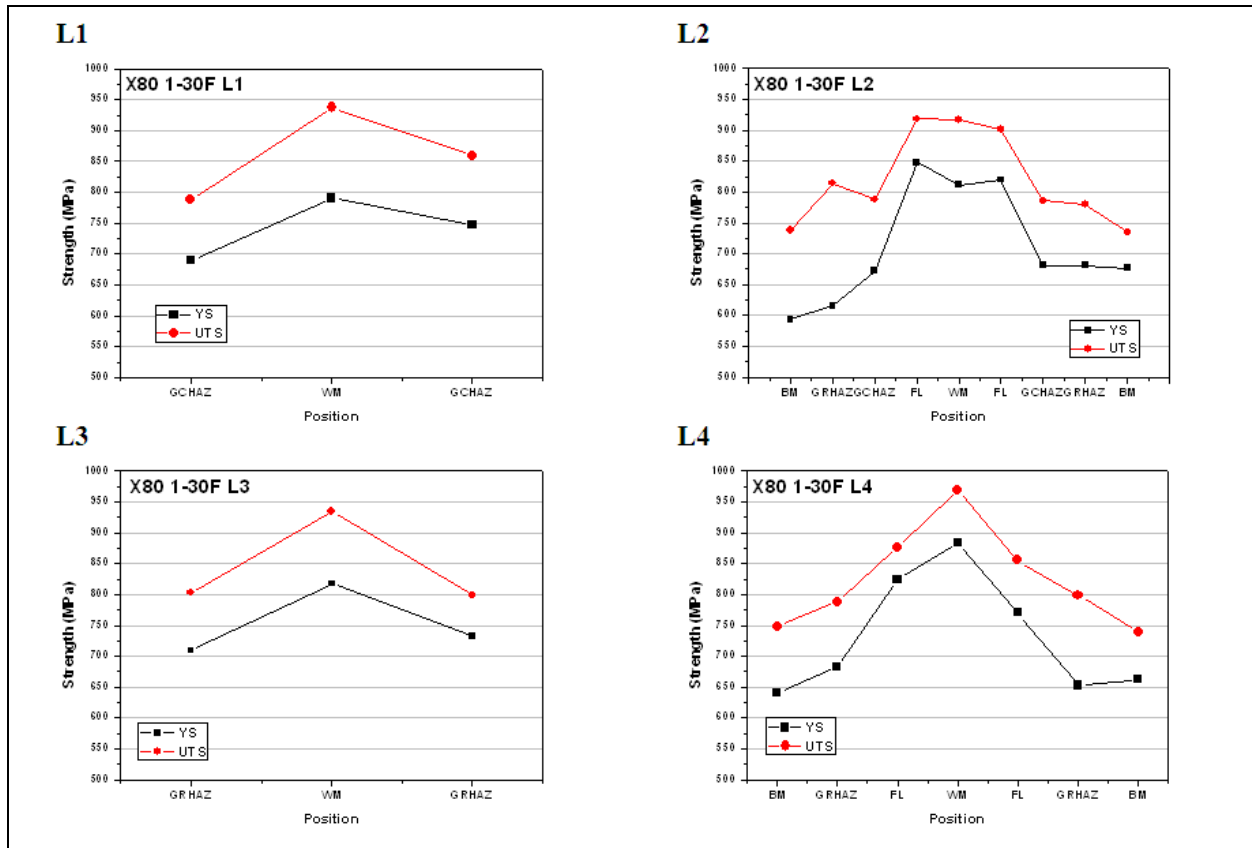 L1
X80 1-30F L1
Strength (MPa)
1000
950
900
850
800
750
700
650
600
550
500
YS
UTS
GCHAZ WM GCHAZ
Position
L2
X80 1-30F L2
Strength (MPa)
1000
950
900
850
800
750
700
650
600
550
500
YS
UTS
BM GRHAZ GCHAZ FL WM FL GCHAZ GRHAZ BM
Position
L3
X80 1-30F L3
Strength (MPa)
1000
950
900
850
800
750
700
650
600
550
500
YS
UTS
GRHAZ WM GRHAZ
Position
L4
X80 1-30F L4
Strength (MPa)
1000
950
900
850
800
750
700
650
600
550
500
YS
UTS
BM GRHAZ FL WM FL GRHAZ BM
Position